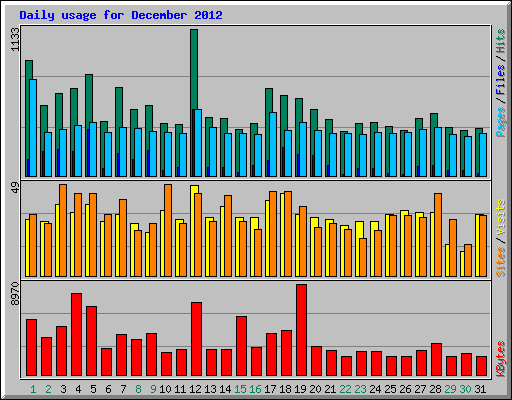 Daily usage for December 2012
1133
Pages / Files / Hits
49
Sites / Visits
8970
KBytes
1 2 3 4 5 6 7 8 9 10 11 12 13 14 15 16 17 18 19 20 21 22 23 24 25 26 27 28 29 30 31